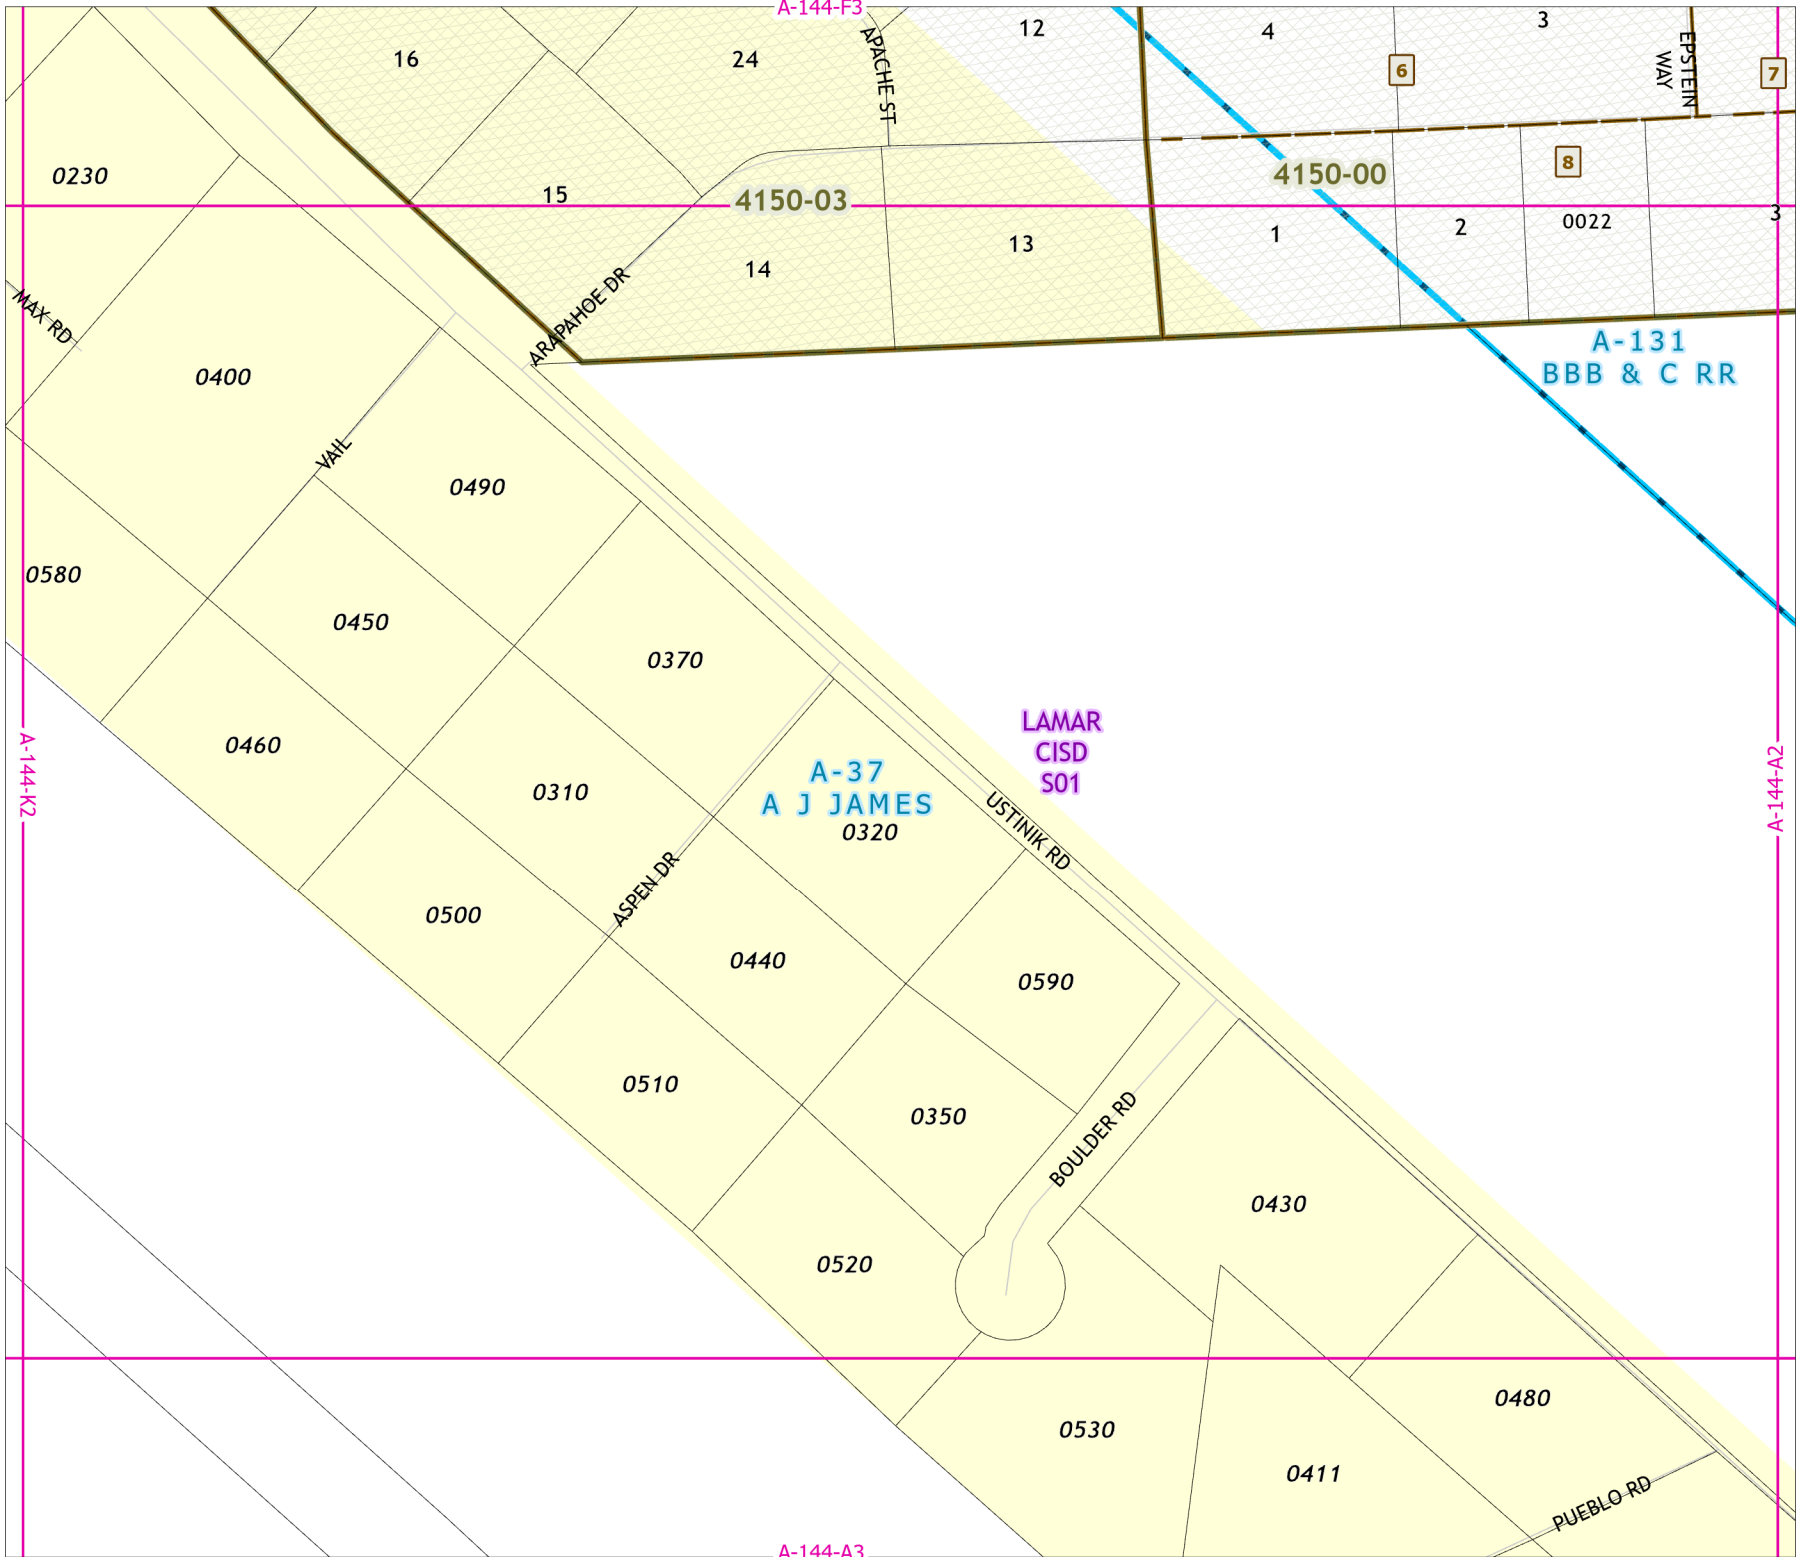 A-144-F3
16
24
APACHE ST
12
4
3
6
EPSTEIN
WAY
7
0230
15
4150-03
4150-00
8
13
14
1
2
0022
3
MAX RD
ARAPAHOE DR
A-131
BBB & C RR
0400
VAIL
0490
0580
0450
0370
LAMAR
CISD
S01
A-144-K2
A-144-A2
0460
0310
A-37
A J JAMES
0320
USTINIK RD
ASPEN DR
0500
0440
0590
0510
0350
BOULDER RD
0430
0520
0480
0530
0411
PUEBLO RD
A-144-A3